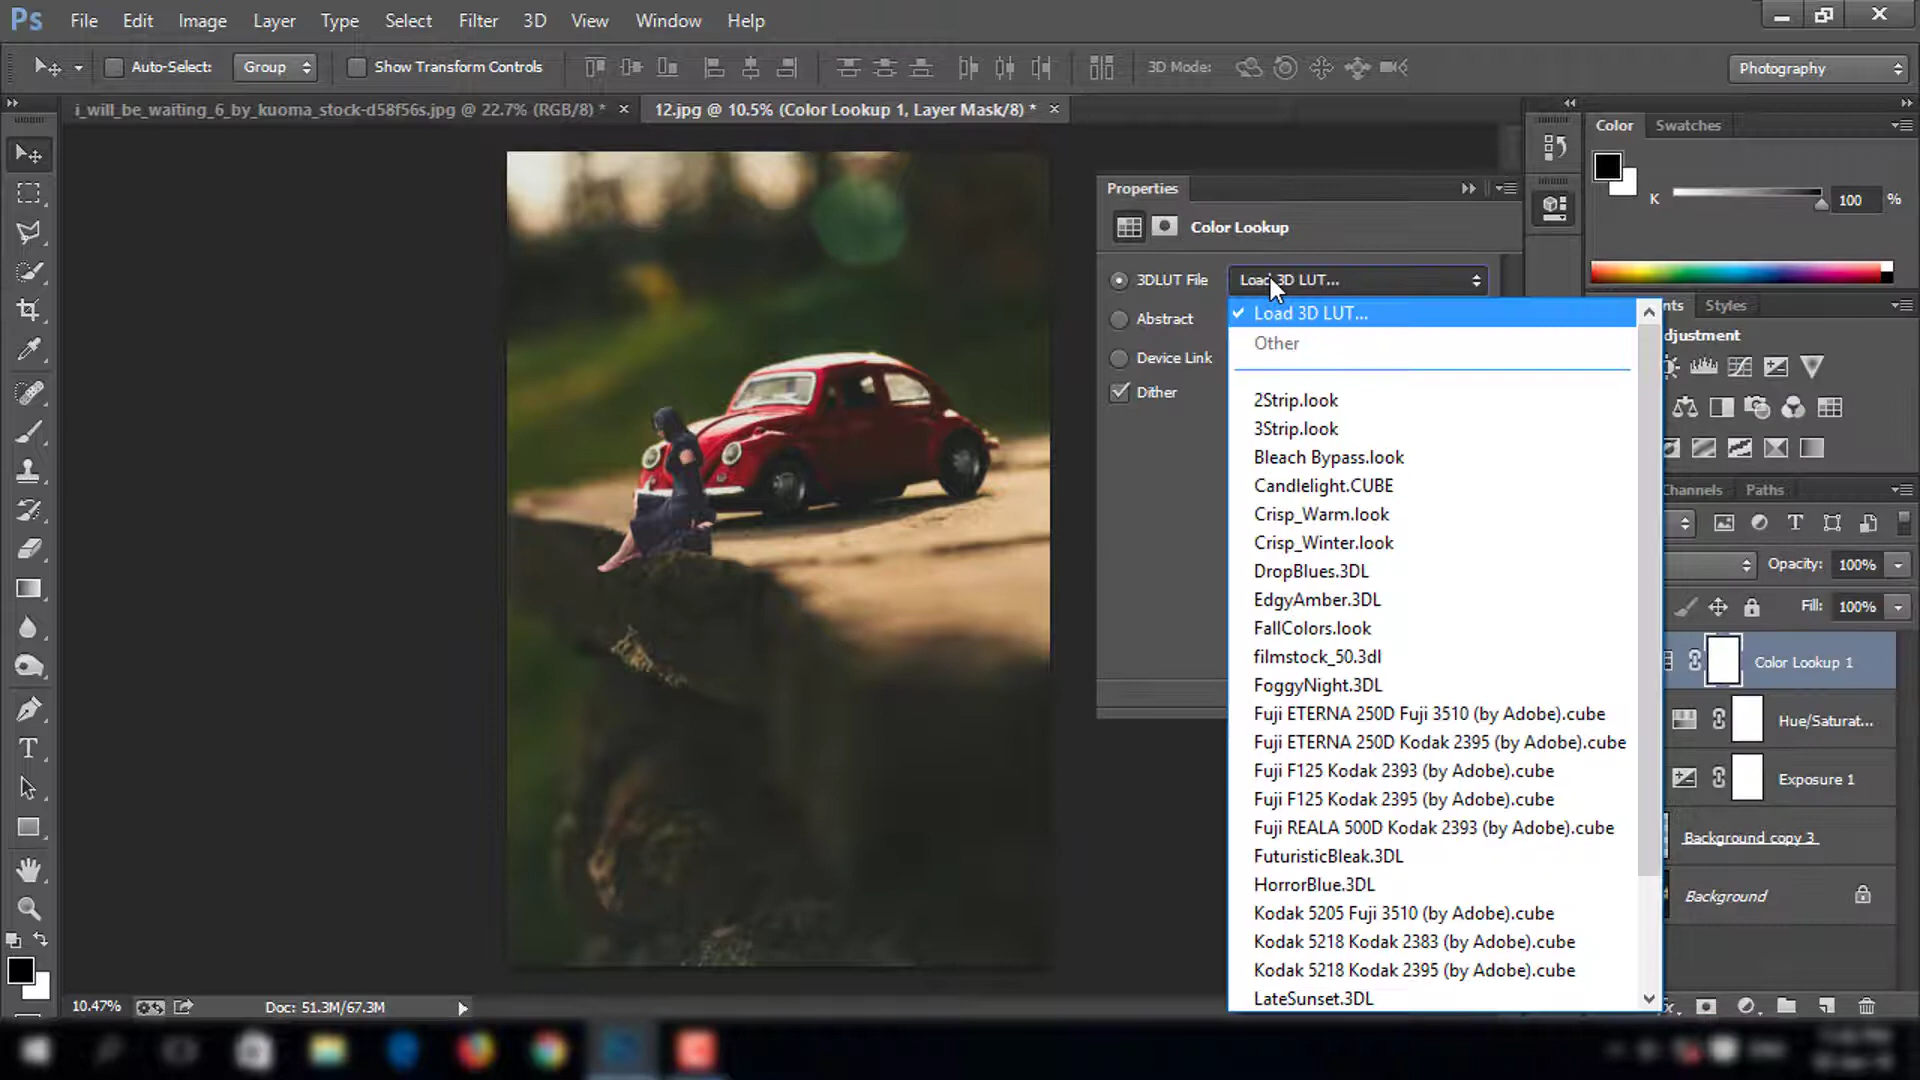 Ps File Edit Image Layer Type Select Filter 3D View Window Help
Auto-Select: Group Show Transform Controls 3D Mode: Photography
i_will_be_waiting_6_by_kuoma_stock-d58f56s.jpg @ 22.7% (RGB/8) * 12.jpg @ 10.5% (Color Lookup 1, Layer Mask/8) *
Color Swatches
K 100 %
Properties
Color Lookup
3DLUT File Load 3D LUT...
Abstract
Device Link
Dither
Load 3D LUT...
Other
2Strip.look
3Strip.look
Bleach Bypass.look
Candlelight.CUBE
Crisp_Warm.look
Crisp_Winter.look
DropBlues.3DL
EdgyAmber.3DL
FallColors.look
filmstock_50.3dl
FoggyNight.3DL
Fuji ETERNA 250D Fuji 3510 (by Adobe).cube
Fuji ETERNA 250D Kodak 2395 (by Adobe).cube
Fuji F125 Kodak 2393 (by Adobe).cube
Fuji F125 Kodak 2395 (by Adobe).cube
Fuji REALA 500D Kodak 2393 (by Adobe).cube
FuturisticBleak.3DL
HorrorBlue.3DL
Kodak 5205 Fuji 3510 (by Adobe).cube
Kodak 5218 Kodak 2383 (by Adobe).cube
Kodak 5218 Kodak 2395 (by Adobe).cube
LateSunset.3DL
nts Styles
djustment
Channels Paths
Opacity: 100%
Fill: 100%
Color Lookup 1
Hue/Saturat...
Exposure 1
Background copy 3
Background
10.47% Doc: 51.3M/67.3M